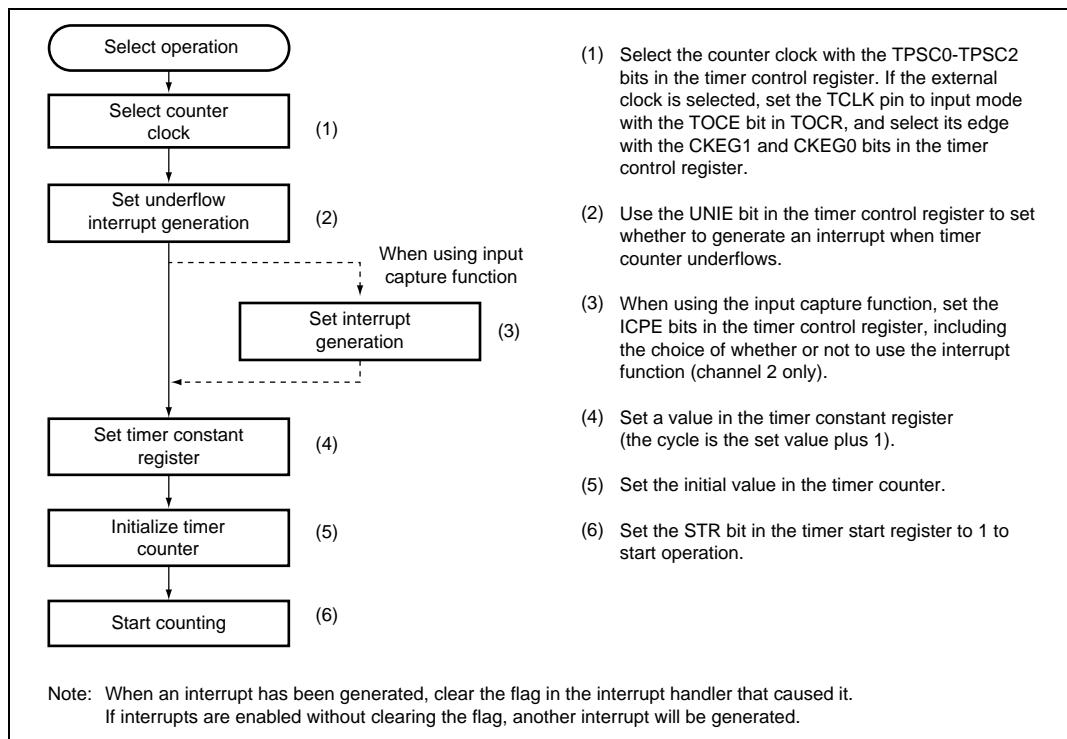 Select operation
Select counter
clock
(1)
Set underflow
interrupt generation
(2)
When using input
capture function
Set interrupt
generation
(3)
Set timer constant
register
(4)
Initialize timer
counter
(5)
Start counting
(6)
(1) Select the counter clock with the TPSC0-TPSC2
bits in the timer control register. If the external
clock is selected, set the TCLK pin to input mode
with the TOCE bit in TOCR, and select its edge
with the CKEG1 and CKEG0 bits in the timer
control register.
(2) Use the UNIE bit in the timer control register to set
whether to generate an interrupt when timer
counter underflows.
(3) When using the input capture function, set the
ICPE bits in the timer control register, including
the choice of whether or not to use the interrupt
function (channel 2 only).
(4) Set a value in the timer constant register
(the cycle is the set value plus 1).
(5) Set the initial value in the timer counter.
(6) Set the STR bit in the timer start register to 1 to
start operation.
Note: When an interrupt has been generated, clear the flag in the interrupt handler that caused it.
If interrupts are enabled without clearing the flag, another interrupt will be generated.